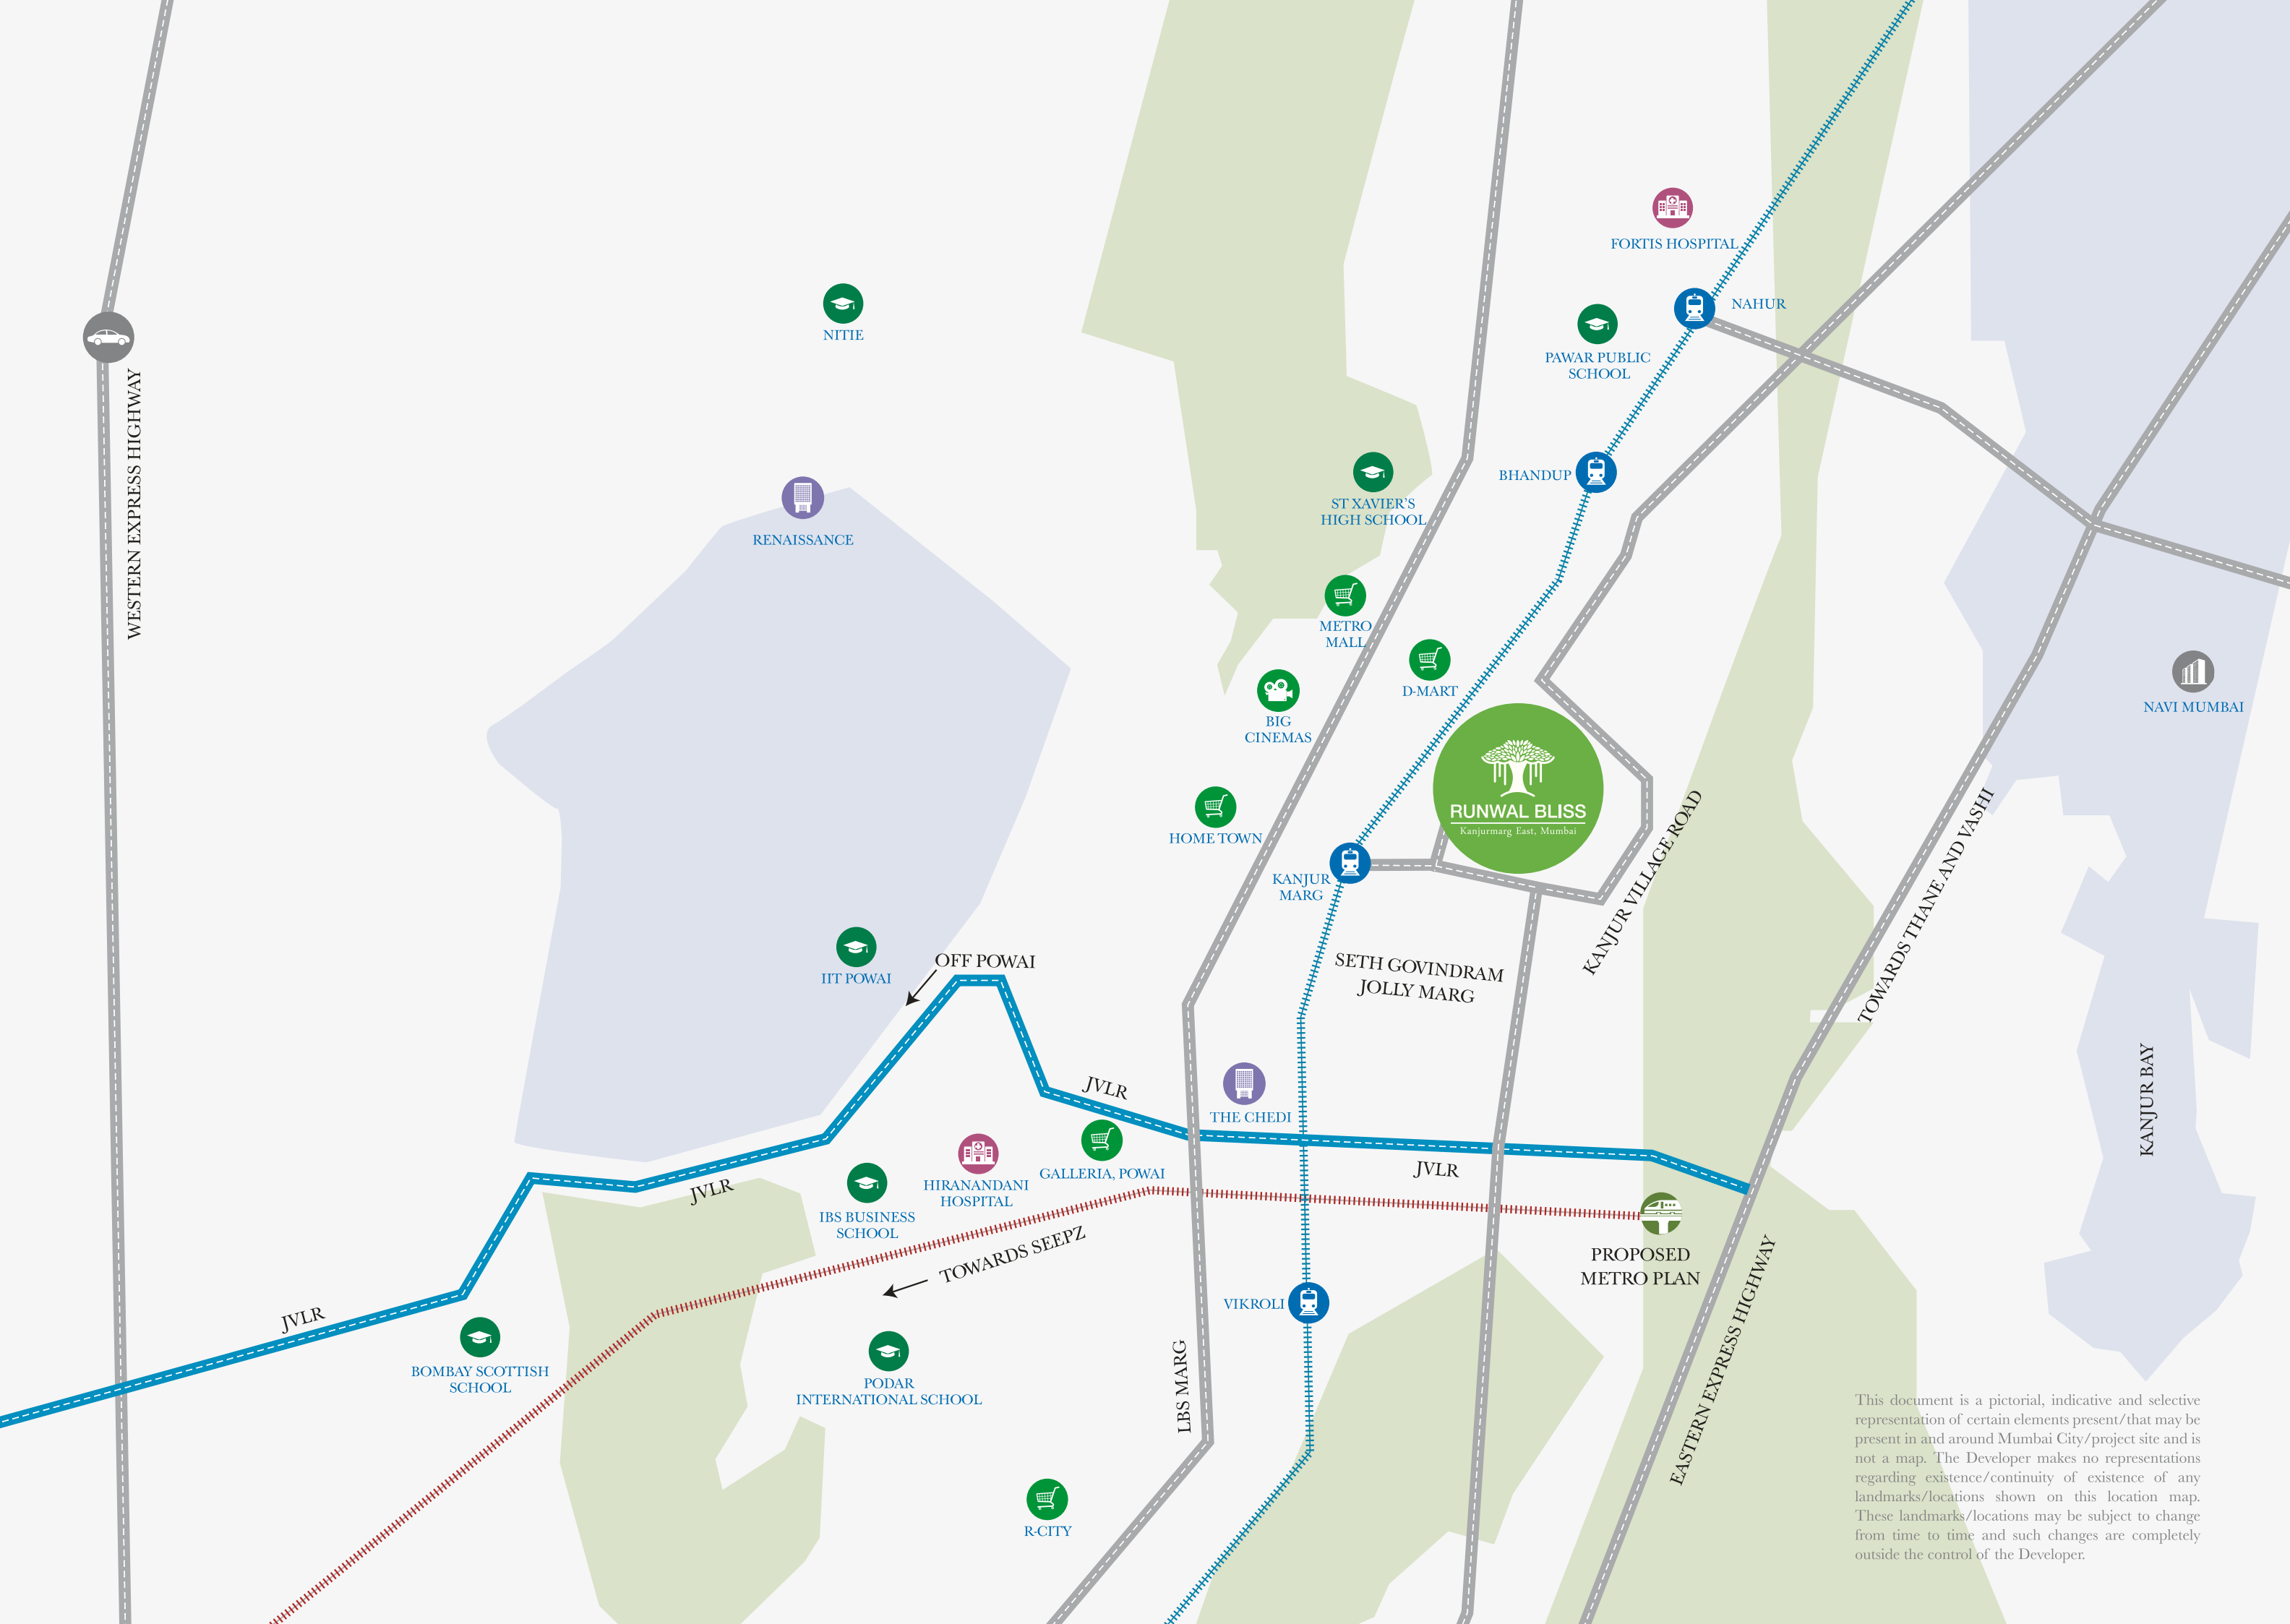 FORTIS HOSPITAL
NAHUR
NITIE
PAWAR PUBLIC
SCHOOL
WESTERN EXPRESS HIGHWAY
BHANDUP
ST XAVIER'S
HIGH SCHOOL
RENAISSANCE
METRO
MALL
D-MART
NAVI MUMBAI
BIG
CINEMAS
RUNWAL BLISS
Kanjurmarg East, Mumbai
HOME TOWN
KANJUR
MARG
KANJUR VILLAGE ROAD
TOWARDS THANE AND VASHI
IIT POWAI
OFF POWAI
SETH GOVINDRAM
JOLLY MARG
JVLR
THE CHEDI
KANJUR BAY
GALLERIA, POWAI
JVLR
HIRANANDANI
HOSPITAL
JVLR
IBS BUSINESS
SCHOOL
TOWARDS SEEPZ
PROPOSED
METRO PLAN
VIKROLI
JVLR
EASTERN EXPRESS HIGHWAY
BOMBAY SCOTTISH
SCHOOL
PODAR
INTERNATIONAL SCHOOL
LBS MARG
R-CITY
This document is a pictorial, indicative and selective
representation of certain elements present/that may be
present in and around Mumbai City/project site and is
not a map. The Developer makes no representations
regarding existence/continuity of existence of any
landmarks/locations shown on this location map.
These landmarks/locations may be subject to change
from time to time and such changes are completely
outside the control of the Developer.